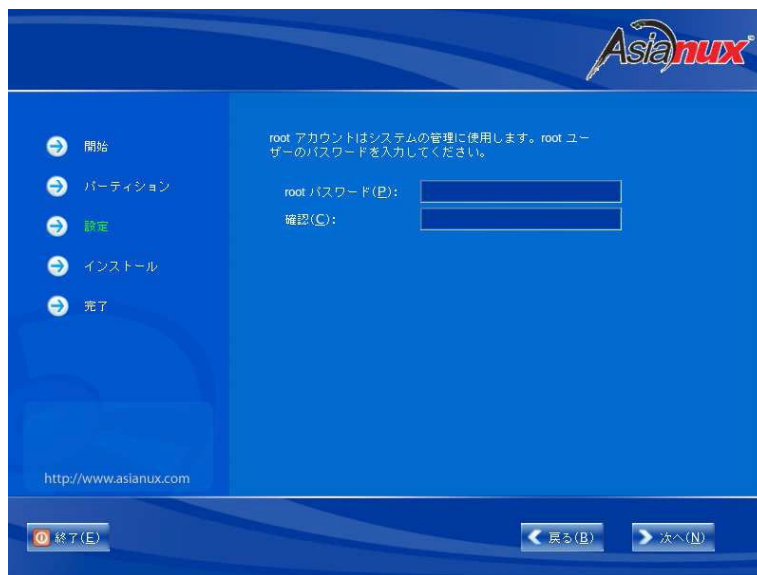 Asianux
開始
パーティション
設定
インストール
完了
http://www.asianux.com
root アカウントはシステムの管理に使用します。root ユー
ザーのパスワードを入力してください。
root パスワード(P):
確認(C):
終了(E)
戻る(B)
次へ(N)